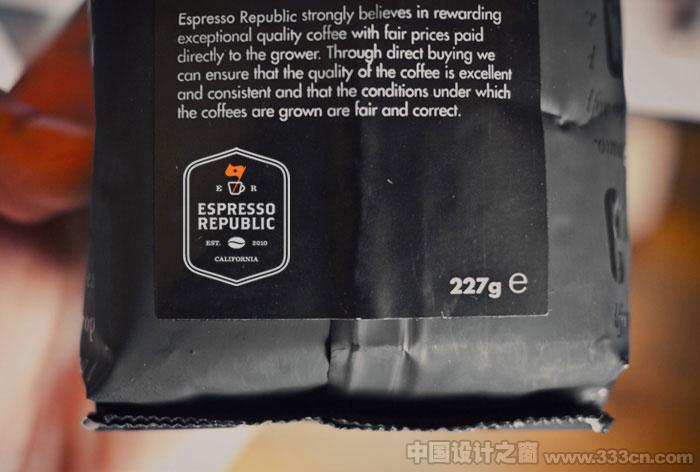 Espresso Republic strongly believes in rewarding
exceptional quality coffee with fair prices paid
directly to the grower. Through direct buying we
can ensure that the quality of the coffee is excellent
and consistent and that the conditions under which
the coffees are grown are fair and correct.
E R
ESPRESSO
REPUBLIC
EST. 2010
CALIFORNIA
227g e
中国设计之窗 www.333cn.com